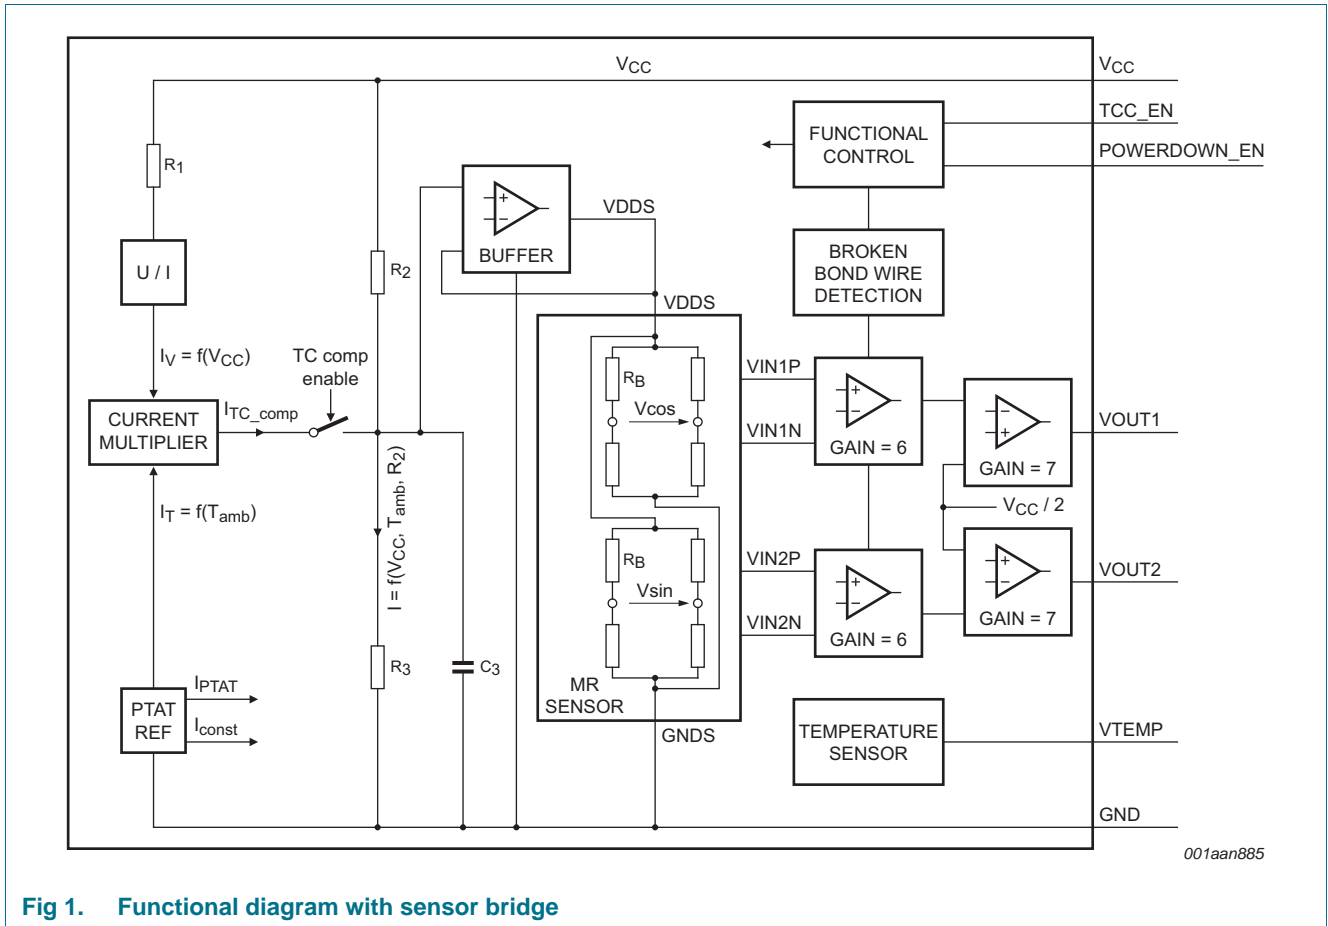 VCC
VCC
TCC_EN
POWERDOWN_EN
FUNCTIONAL
CONTROL
R1
U / I
R2
+
−
BUFFER
VDDS
BROKEN
BOND WIRE
DETECTION
VDDS
IV = f(VCC)
TC comp
enable
CURRENT
MULTIPLIER
ITC_comp
I = f(VCC, Tamb, R2)
RB
Vcos
VIN1P
VIN1N
+
−
GAIN = 6
−
+
GAIN = 7
VOUT1
VCC / 2
IT = f(Tamb)
RB
Vsin
VIN2P
VIN2N
+
−
GAIN = 6
+
−
GAIN = 7
VOUT2
R3
C3
MR
SENSOR
GNDS
PTAT
REF
IPTAT
Iconst
TEMPERATURE
SENSOR
VTEMP
GND
001aan885
Fig 1. Functional diagram with sensor bridge